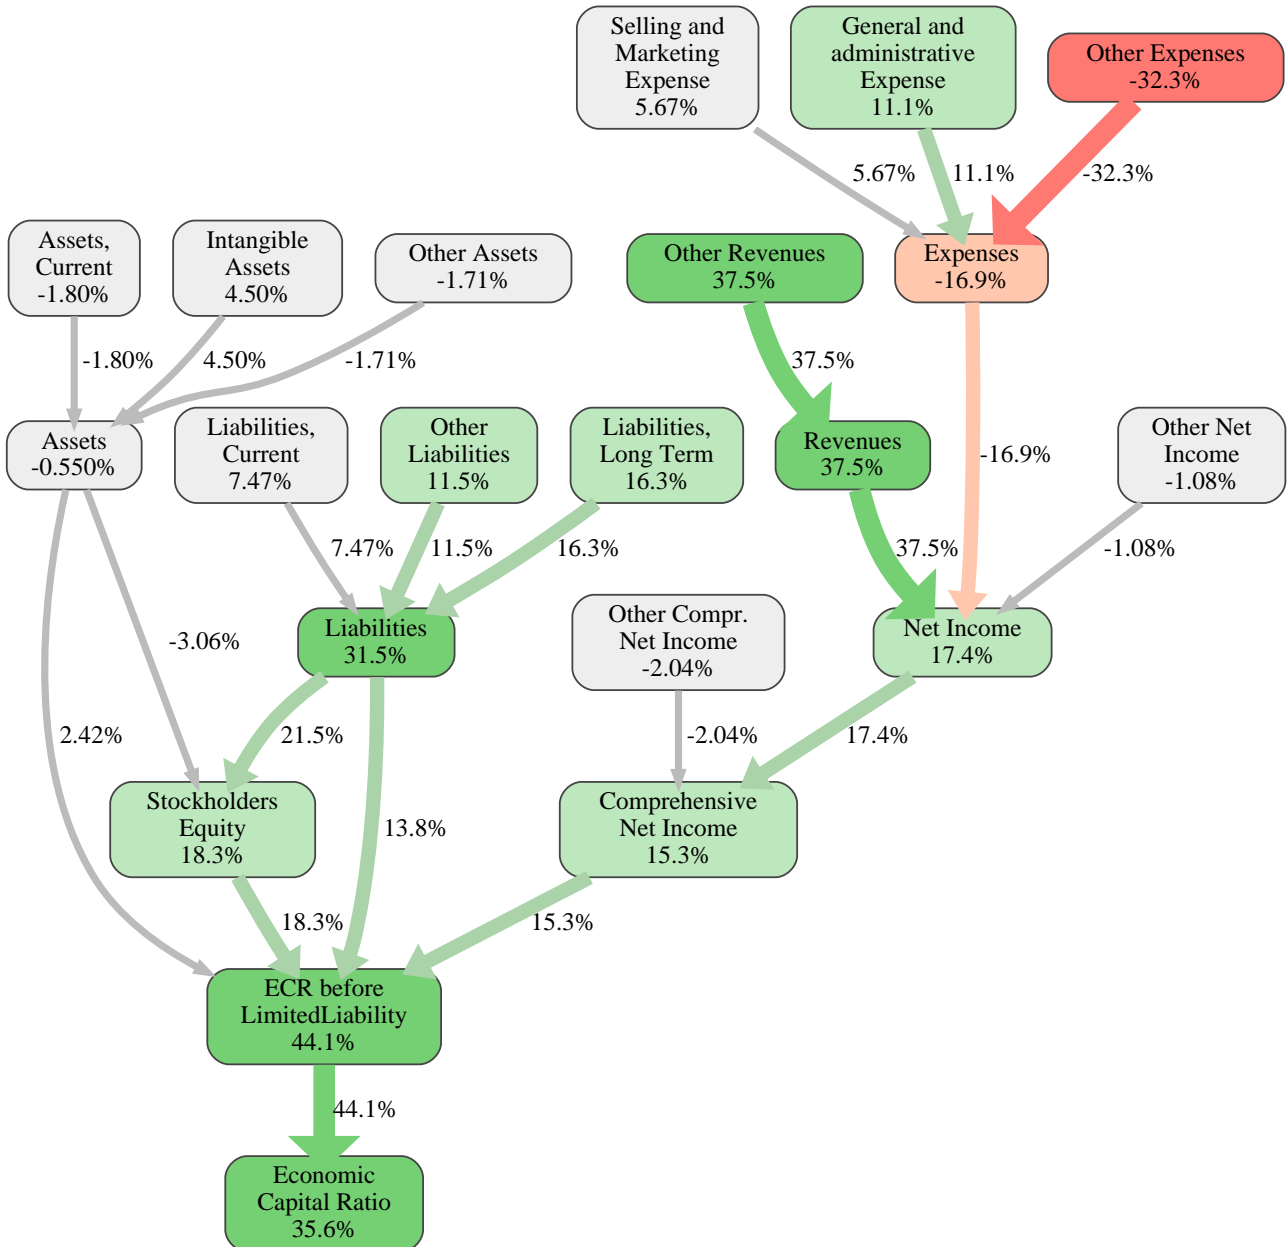 Selling and
Marketing
Expense
5.67%
General and
administrative
Expense
11.1%
Other Expenses
-32.3%
5.67%
11.1%
-32.3%
Assets,
Current
-1.80%
Intangible
Assets
4.50%
Other Assets
-1.71%
Other Revenues
37.5%
Expenses
-16.9%
-1.80%
4.50%
-1.71%
37.5%
Assets
-0.550%
Liabilities,
Current
7.47%
Other
Liabilities
11.5%
Liabilities,
Long Term
16.3%
Revenues
37.5%
-16.9%
Other Net
Income
-1.08%
7.47%
11.5%
16.3%
37.5%
-1.08%
Liabilities
31.5%
-3.06%
Other Compr.
Net Income
-2.04%
Net Income
17.4%
2.42%
21.5%
-2.04%
17.4%
Stockholders
Equity
18.3%
13.8%
Comprehensive
Net Income
15.3%
18.3%
15.3%
ECR before
LimitedLiability
44.1%
44.1%
Economic
Capital Ratio
35.6%